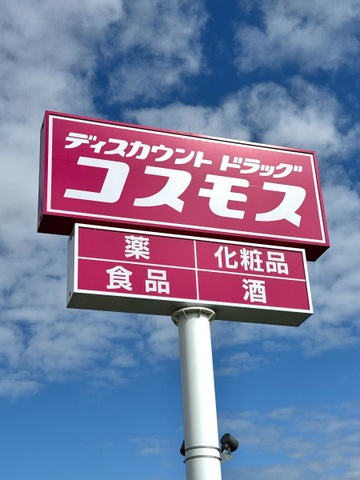 ディスカウント ドラッグ
コスモス
薬 化粧品
食品 酒